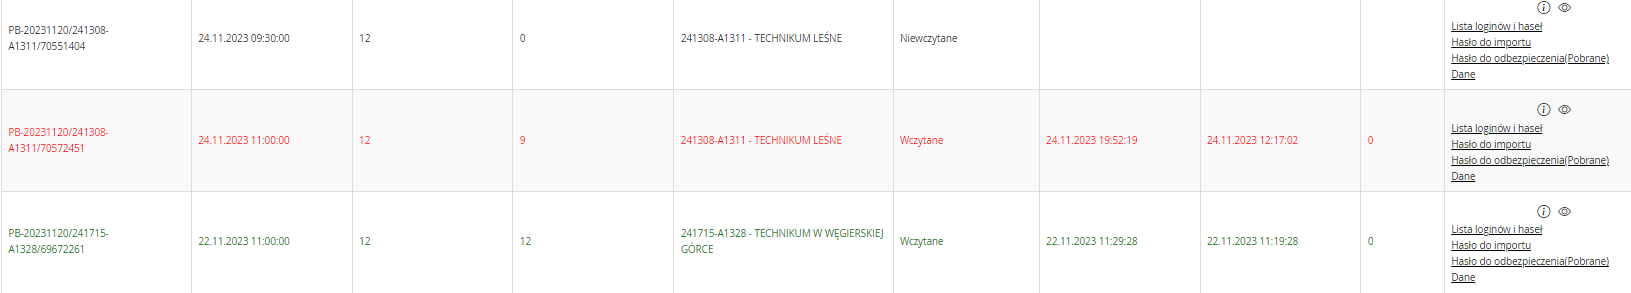 PB-20231120/241308-
A1311/70551404
24.11.2023 09:30:00
12
0
241308-A1311 - TECHNIKUM LEŚNE
Niewczytane
Lista loginów i haseł
Hasło do importu
Hasło do odbezpieczenia(Pobrane)
Dane
PB-20231120/241308-
A1311/70572451
24.11.2023 11:00:00
12
9
241308-A1311 - TECHNIKUM LEŚNE
Wczytane
24.11.2023 19:52:19
24.11.2023 12:17:02
0
Lista loginów i haseł
Hasło do importu
Hasło do odbezpieczenia(Pobrane)
Dane
PB-20231120/241715-
A1328/69672261
22.11.2023 11:00:00
12
12
241715-A1328 - TECHNIKUM W WĘGIERSKIEJ
GÓRCE
Wczytane
22.11.2023 11:29:28
22.11.2023 11:19:28
0
Lista loginów i haseł
Hasło do importu
Hasło do odbezpieczenia(Pobrane)
Dane